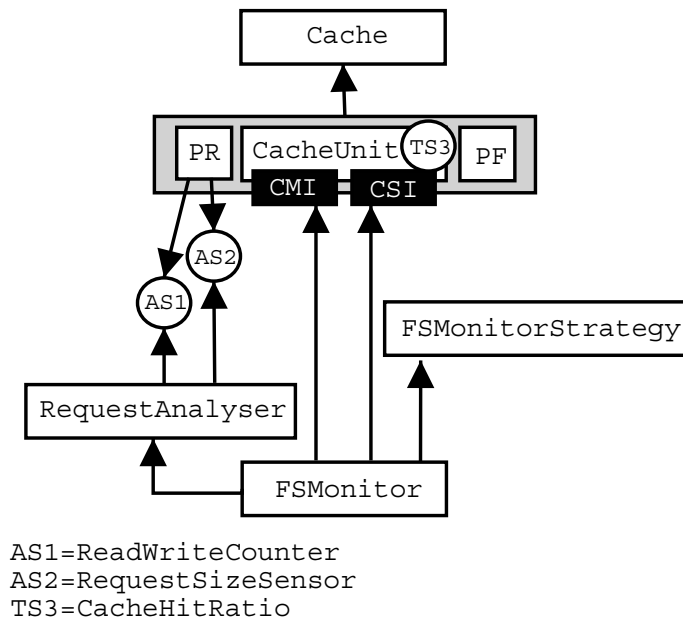 Cache
PR
CacheUnit
TS3
PF
CMI
CSI
AS2
AS1
FSMonitorStrategy
RequestAnalyser
FSMonitor
AS1=ReadWriteCounter
AS2=RequestSizeSensor
TS3=CacheHitRatio